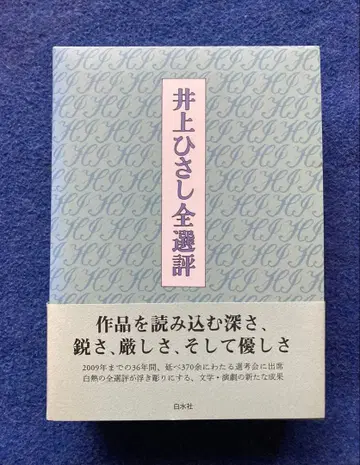 井上ひさし全選評
作品を読み込む深さ、
鋭さ、厳しさ、そして優しさ
2009年までの36年間、延べ370余にわたる選考会に出席
白熱の全選評が浮き彫りにする、文学・演劇の新たな成果
白水社